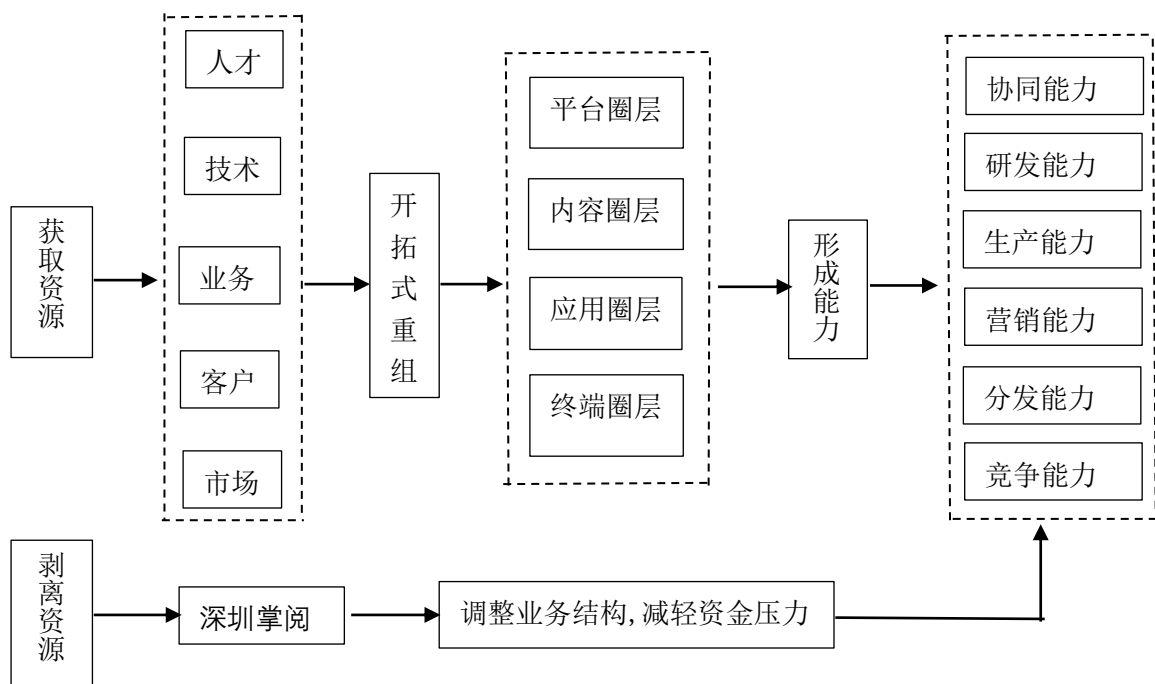 获取资源
人才
技术
业务
客户
市场
开拓式重组
平台圈层
内容圈层
应用圈层
终端圈层
形成能力
协同能力
研发能力
生产能力
营销能力
分发能力
竞争能力
剥离资源
深圳掌阅
调整业务结构,减轻资金压力